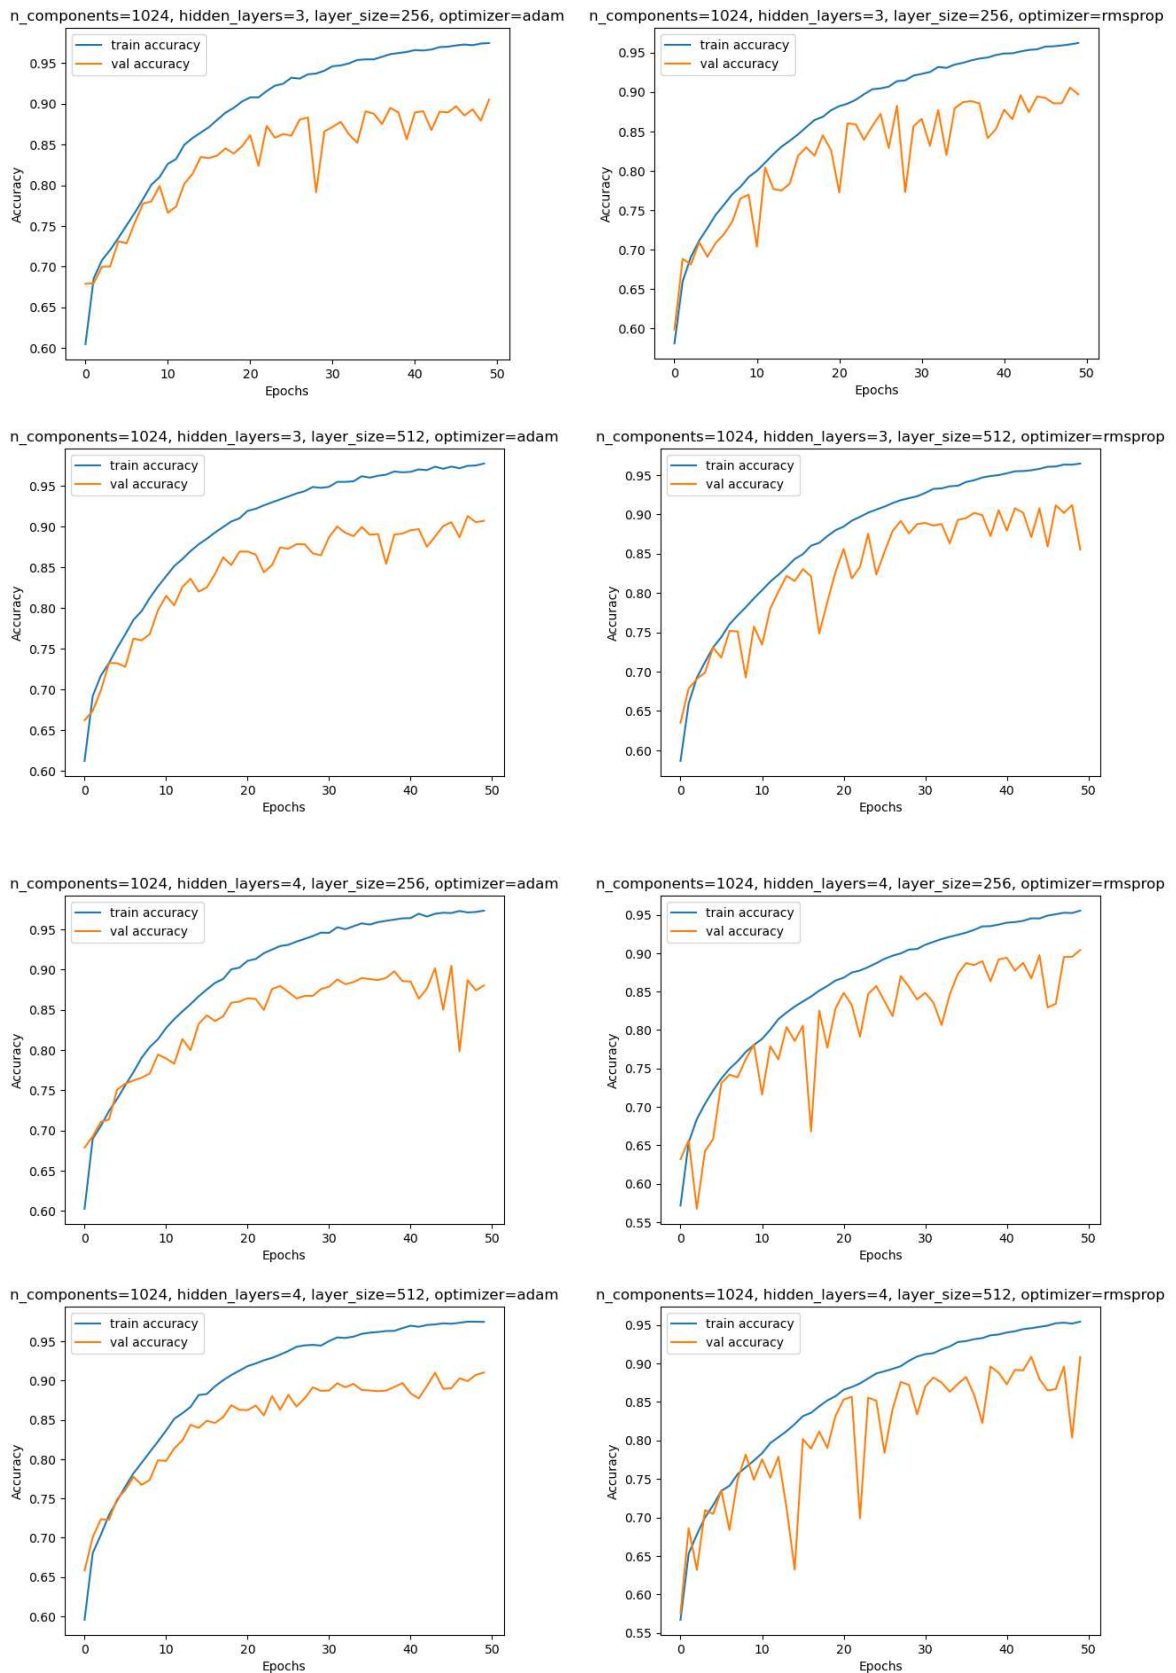 n_components=1024, hidden_layers=3, layer_size=256, optimizer=adam
train accuracy
val accuracy
0.95
0.90
0.85
0.80
0.75
0.70
0.65
0.60
Accuracy
0 10 20 30 40 50
Epochs
n_components=1024, hidden_layers=3, layer_size=256, optimizer=rmsprop
train accuracy
val accuracy
0.95
0.90
0.85
0.80
0.75
0.70
0.65
0.60
Accuracy
0 10 20 30 40 50
Epochs
n_components=1024, hidden_layers=3, layer_size=512, optimizer=adam
train accuracy
val accuracy
0.95
0.90
0.85
0.80
0.75
0.70
0.65
0.60
Accuracy
0 10 20 30 40 50
Epochs
n_components=1024, hidden_layers=3, layer_size=512, optimizer=rmsprop
train accuracy
val accuracy
0.95
0.90
0.85
0.80
0.75
0.70
0.65
0.60
Accuracy
0 10 20 30 40 50
Epochs
n_components=1024, hidden_layers=4, layer_size=256, optimizer=adam
train accuracy
val accuracy
0.95
0.90
0.85
0.80
0.75
0.70
0.65
0.60
Accuracy
0 10 20 30 40 50
Epochs
n_components=1024, hidden_layers=4, layer_size=256, optimizer=rmsprop
train accuracy
val accuracy
0.95
0.90
0.85
0.80
0.75
0.70
0.65
0.60
0.55
Accuracy
0 10 20 30 40 50
Epochs
n_components=1024, hidden_layers=4, layer_size=512, optimizer=adam
train accuracy
val accuracy
0.95
0.90
0.85
0.80
0.75
0.70
0.65
0.60
Accuracy
0 10 20 30 40 50
Epochs
n_components=1024, hidden_layers=4, layer_size=512, optimizer=rmsprop
train accuracy
val accuracy
0.95
0.90
0.85
0.80
0.75
0.70
0.65
0.60
0.55
Accuracy
0 10 20 30 40 50
Epochs